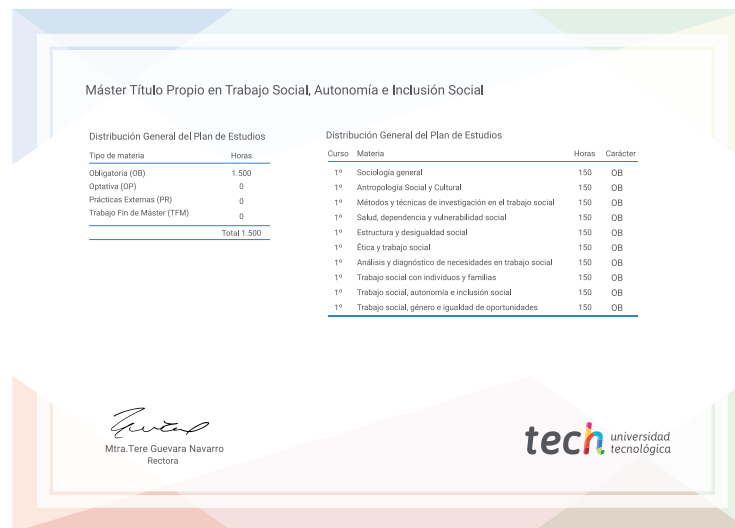 Máster Título Propio en Trabajo Social, Autonomía e Inclusión Social
Distribución General del Plan de Estudios
Tipo de materia Horas
Obligatoria (OB) 1.500
Optativa (OP) 0
Prácticas Externas (PR) 0
Trabajo Fin de Máster (TFM) 0
Total 1.500
Distribución General del Plan de Estudios
Curso Materia Horas Carácter
1º Sociología general 150 OB
1º Antropología Social y Cultural 150 OB
1º Métodos y técnicas de investigación en el trabajo social 150 OB
1º Salud, dependencia y vulnerabilidad social 150 OB
1º Estructura y desigualdad social 150 OB
1º Ética y trabajo social 150 OB
1º Análisis y diagnóstico de necesidades en trabajo social 150 OB
1º Trabajo social con individuos y familias 150 OB
1º Trabajo social, autonomía e inclusión social 150 OB
1º Trabajo social, género e igualdad de oportunidades 150 OB
Mtra.Tere Guevara Navarro
Rectora
tech universidad
tecnológica